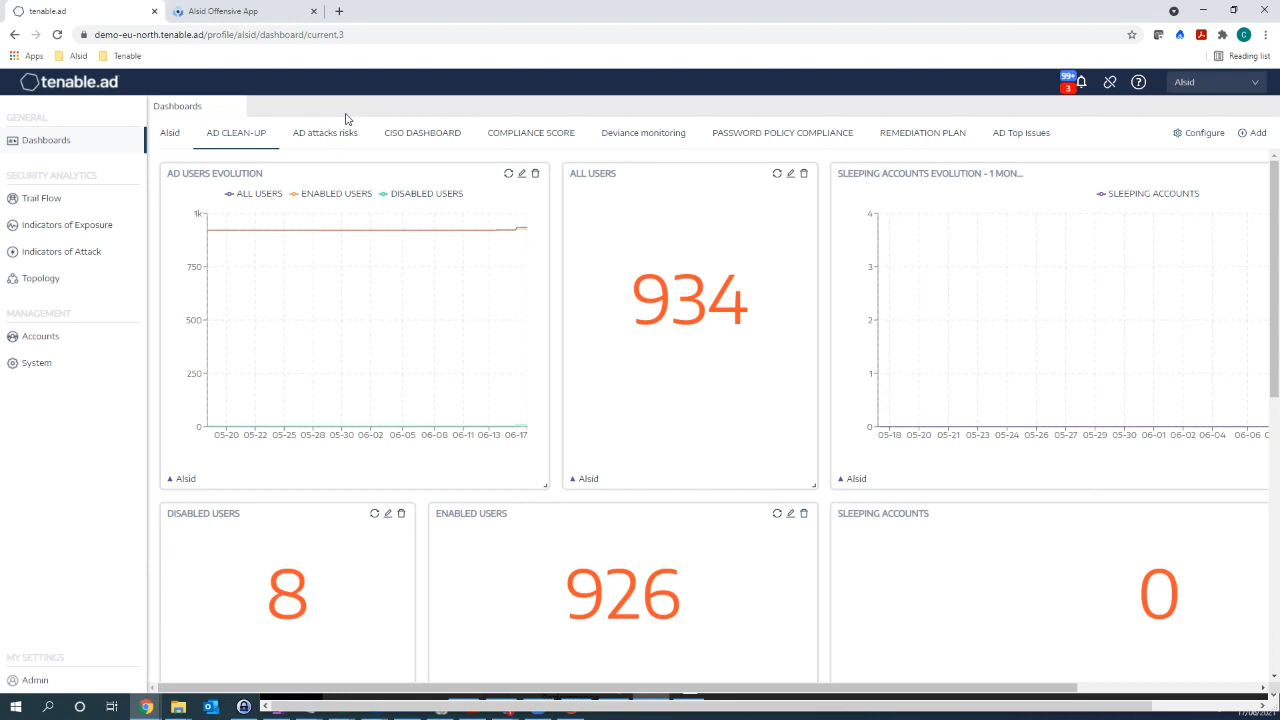 tenable.ad
Alsid Offensive App
demo-eu-north.tenable.ad/profile/alsid/dashboard/current.3
Apps
Alsid
Tenable
Reading list
tenable.ad
99+
3
Alsid
GENERAL
Dashboards
SECURITY ANALYTICS
Trail Flow
Indicators of Exposure
Indicators of Attack
Topology
MANAGEMENT
Accounts
System
MY SETTINGS
Admin
Dashboards
Alsid
AD CLEAN-UP
AD attacks risks
CISO DASHBOARD
COMPLIANCE SCORE
Deviance monitoring
PASSWORD POLICY COMPLIANCE
REMEDIATION PLAN
AD Top Issues
Configure
Add
AD USERS EVOLUTION
ALL USERS
ENABLED USERS
DISABLED USERS
1k
750
500
250
0
05-20 05-22 05-25 05-28 05-30 06-02 06-05 06-08 06-11 06-13 06-17
Alsid
ALL USERS
934
Alsid
SLEEPING ACCOUNTS EVOLUTION - 1 MON...
SLEEPING ACCOUNTS
4
3
2
1
0
05-18 05-20 05-21 05-23 05-24 05-26 05-27 05-29 05-30 06-01 06-02 06-04 06-06
Alsid
DISABLED USERS
8
ENABLED USERS
926
SLEEPING ACCOUNTS
0
17/06/2021